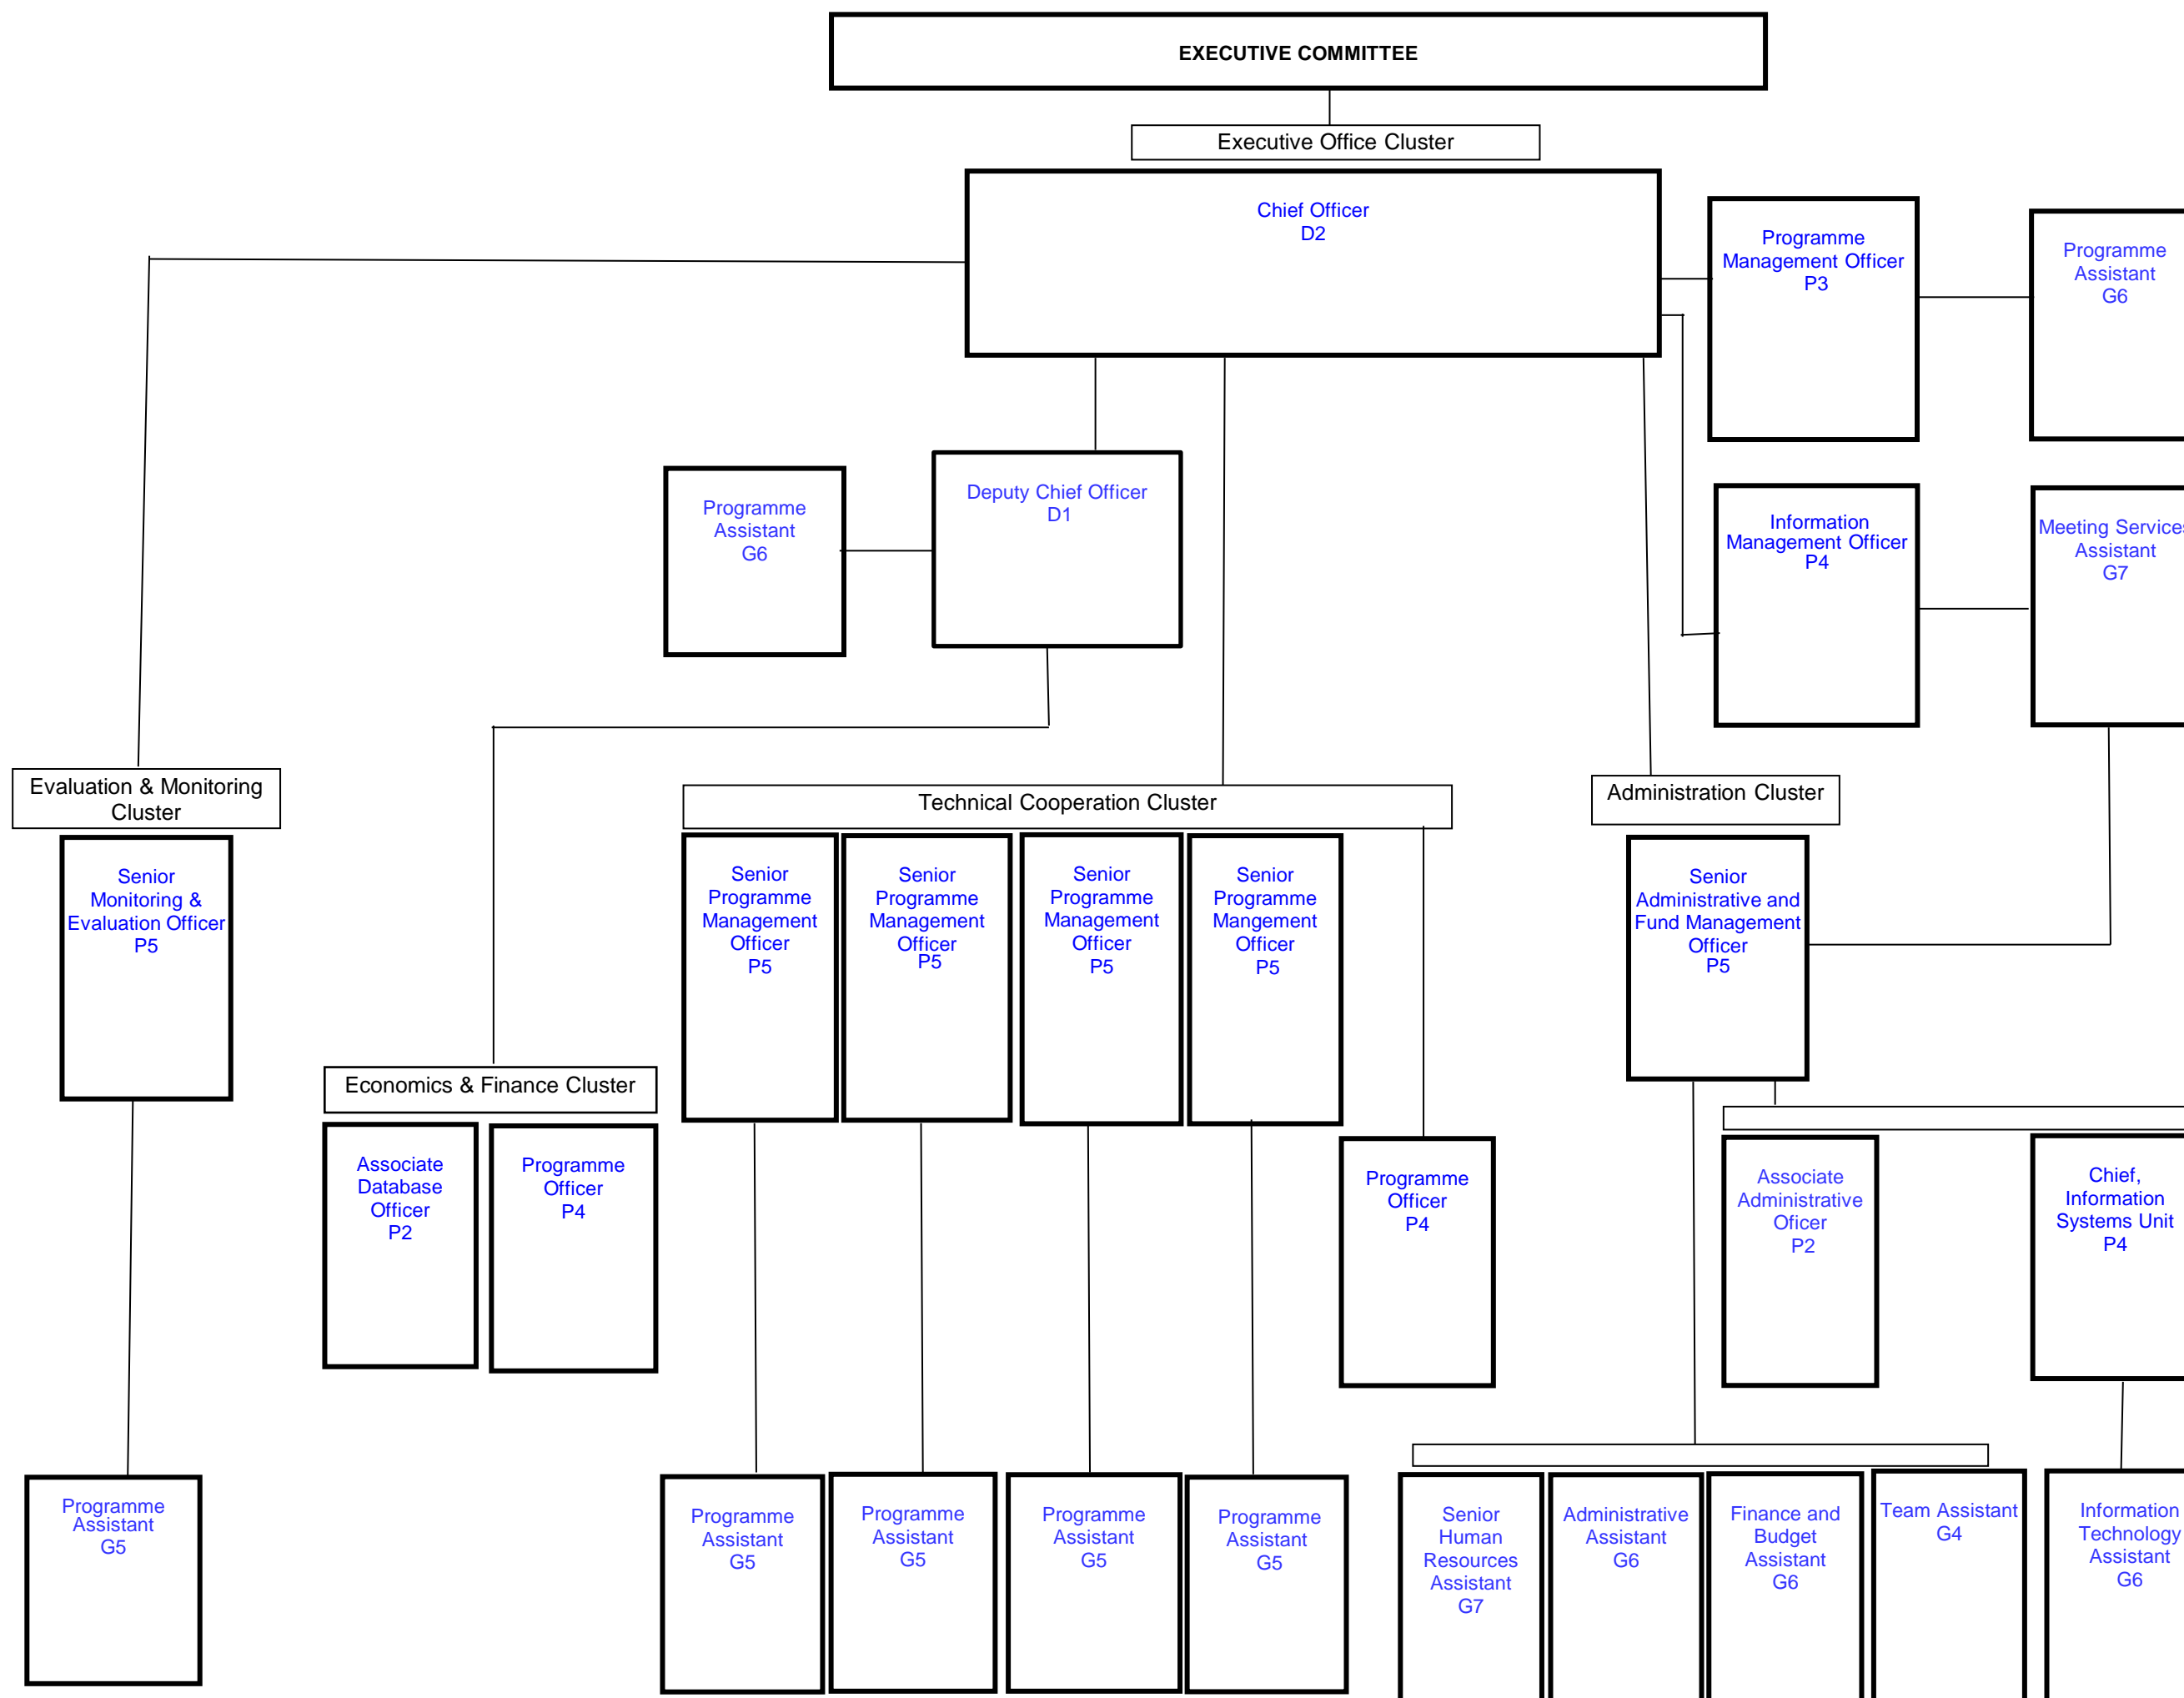 EXECUTIVE COMMITTEE
Executive Office Cluster
Chief Officer
D2
Programme
Management Officer
P3
Programme
Assistant
G6
Programme
Assistant
G6
Deputy Chief Officer
D1
Information
Management Officer
P4
Meeting Services
Assistant
G7
Evaluation & Monitoring
Cluster
Technical Cooperation Cluster
Administration Cluster
Senior
Monitoring &
Evaluation Officer
P5
Senior
Programme
Management
Officer
P5
Senior
Programme
Management
Officer
P5
Senior
Programme
Management
Officer
P5
Senior
Programme
Mangement
Officer
P5
Senior
Administrative and
Fund Management
Officer
P5
Economics & Finance Cluster
Associate
Database
Officer
P2
Programme
Officer
P4
Programme
Officer
P4
Associate
Administrative
Oficer
P2
Chief,
Information
Systems Unit
P4
Programme
Assistant
G5
Programme
Assistant
G5
Programme
Assistant
G5
Programme
Assistant
G5
Programme
Assistant
G5
Senior
Human
Resources
Assistant
G7
Administrative
Assistant
G6
Finance and
Budget
Assistant
G6
Team Assistant
G4
Information
Technology
Assistant
G6